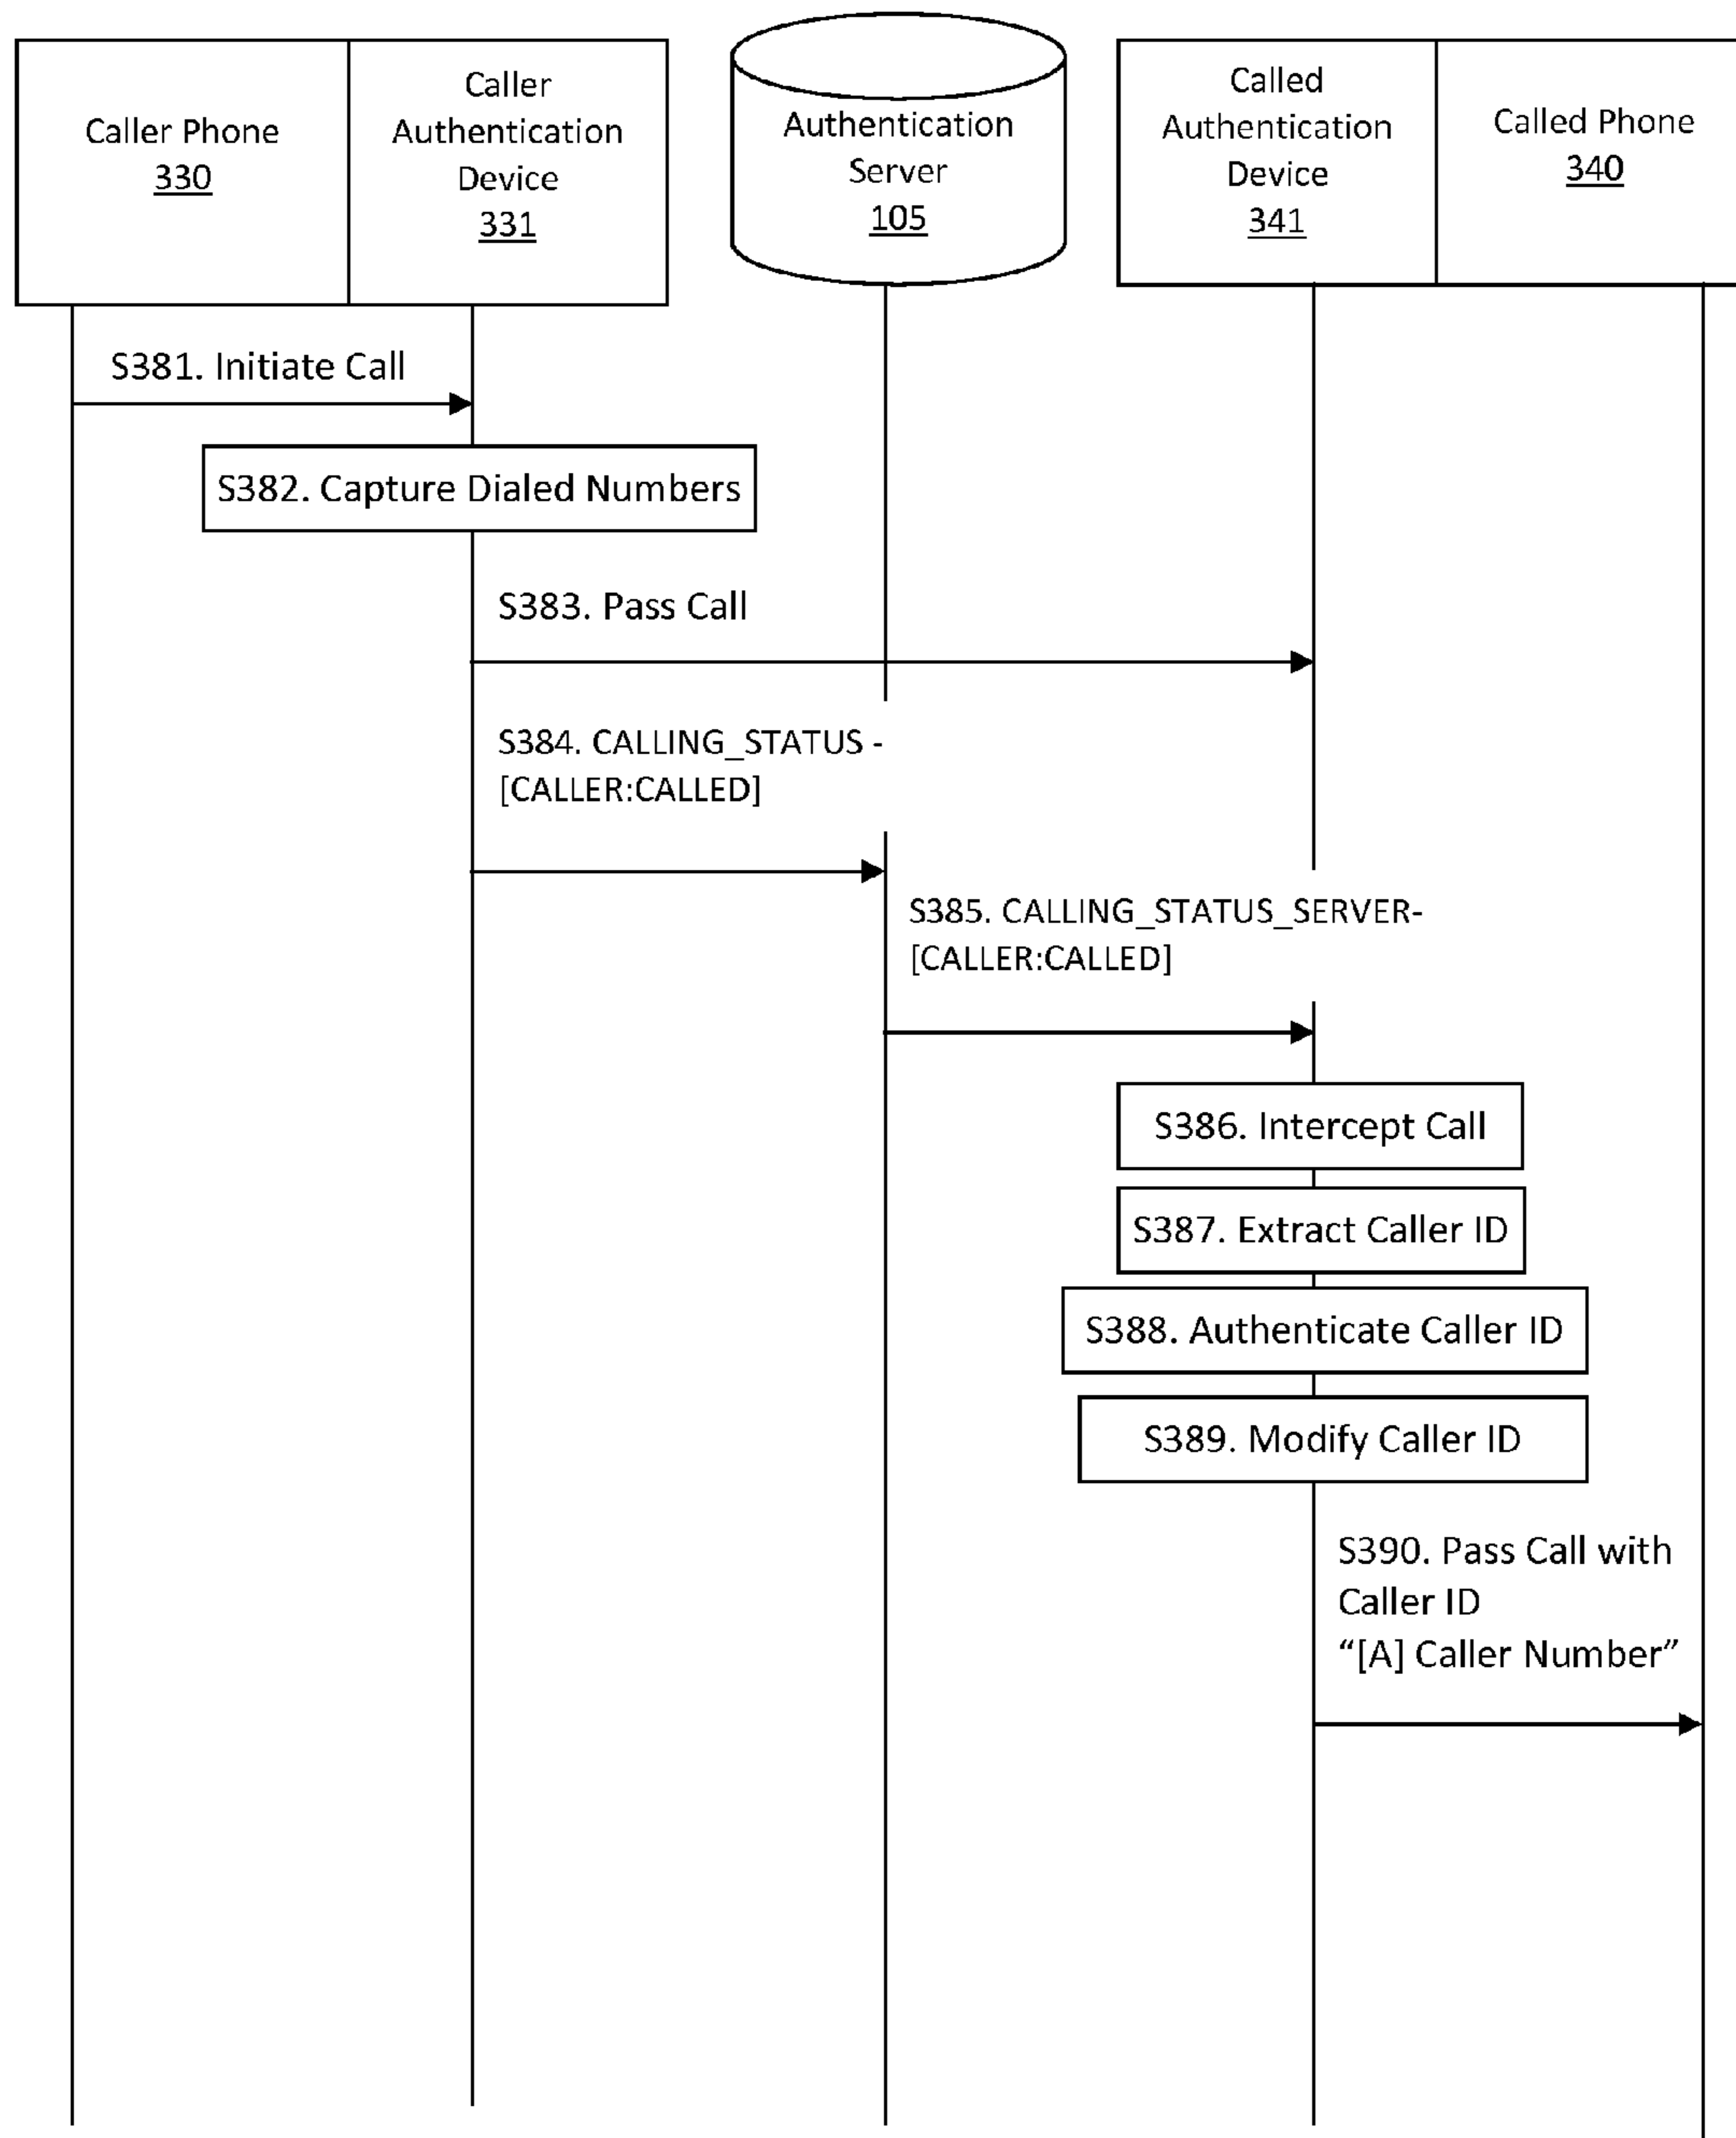 Caller Phone
330
Caller
Authentication
Device
331
Authentication
Server
105
Called
Authentication
Device
341
Called Phone
340
S381. Initiate Call
S382. Capture Dialed Numbers
S383. Pass Call
S384. CALLING_STATUS -
[CALLER:CALLED]
S385. CALLING_STATUS_SERVER-
[CALLER:CALLED]
S386. Intercept Call
S387. Extract Caller ID
S388. Authenticate Caller ID
S389. Modify Caller ID
S390. Pass Call with
Caller ID
“[A] Caller Number”